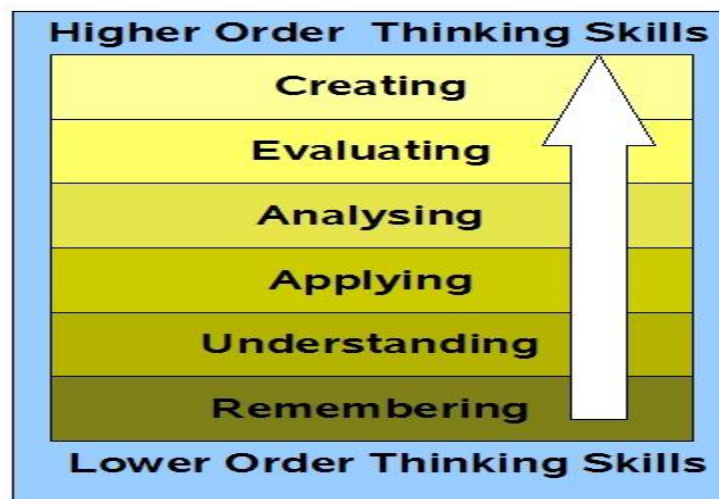 Higher Order Thinking Skills
Creating
Evaluating
Analysing
Applying
Understanding
Remembering
Lower Order Thinking Skills